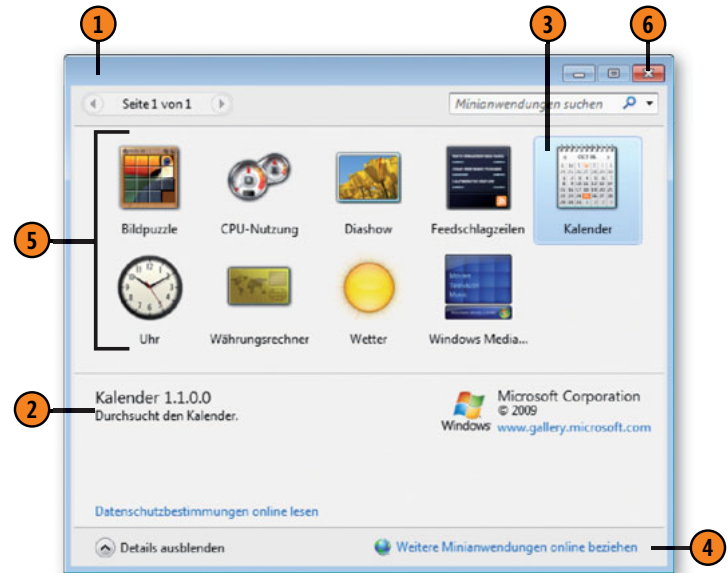 1
3
6
Seite 1 von 1
Minianwendungen suchen
OCT 06
Bildpuzzle
CPU-Nutzung
Diashow
Feedschlagzeilen
Kalender
5
Uhr
Währungsrechner
Wetter
Windows Media...
2
Kalender 1.1.0.0
Durchsucht den Kalender.
Windows
Microsoft Corporation
© 2009
www.gallery.microsoft.com
Datenschutzbestimmungen online lesen
Details ausblenden
Weitere Minianwendungen online beziehen
4